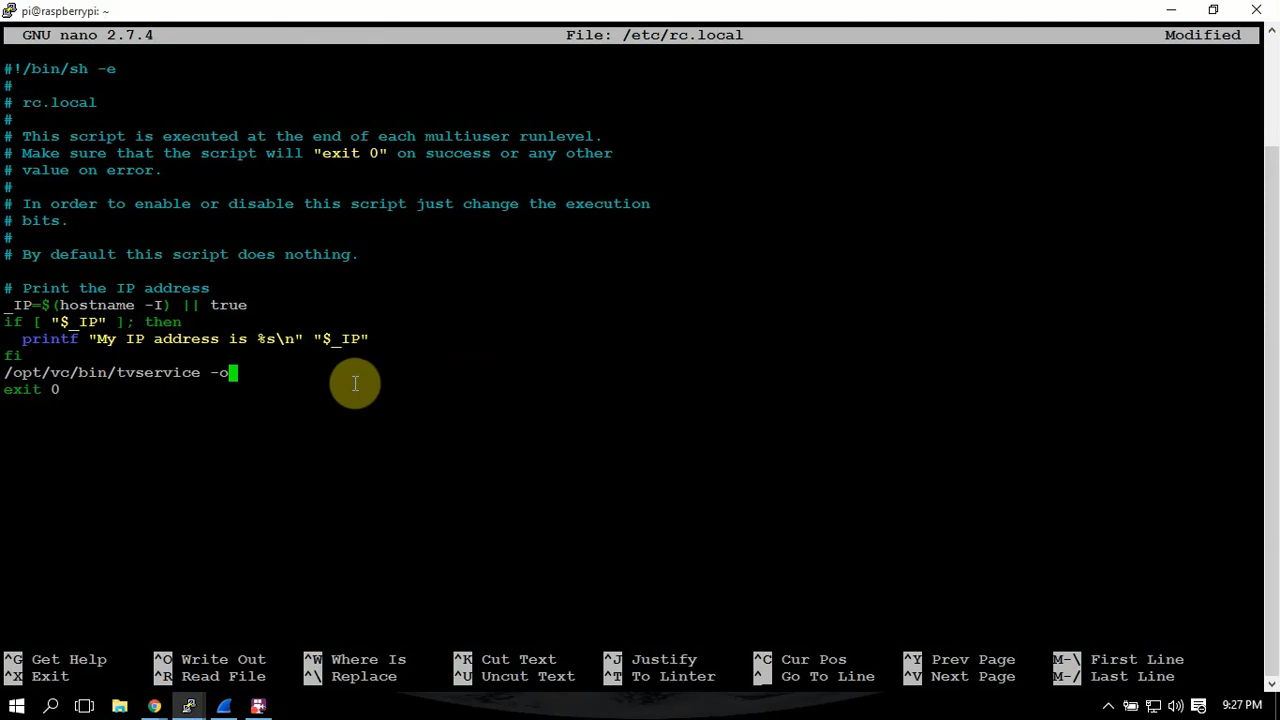 pi@raspberrypi: ~
GNU nano 2.7.4 File: /etc/rc.local Modified
#!/bin/sh -e
#
# rc.local
#
# This script is executed at the end of each multiuser runlevel.
# Make sure that the script will "exit 0" on success or any other
# value on error.
#
# In order to enable or disable this script just change the execution
# bits.
#
# By default this script does nothing.
# Print the IP address
_IP=$(hostname -I) || true
if [ "$_IP" ]; then
  printf "My IP address is %s\n" "$_IP"
fi
/opt/vc/bin/tvservice -o
exit 0
^G Get Help ^O Write Out ^W Where Is ^K Cut Text ^J Justify ^C Cur Pos ^Y Prev Page M-\ First Line
^X Exit ^R Read File ^\ Replace ^U Uncut Text ^T To Linter ^_ Go To Line ^V Next Page M-/ Last Line
9:27 PM